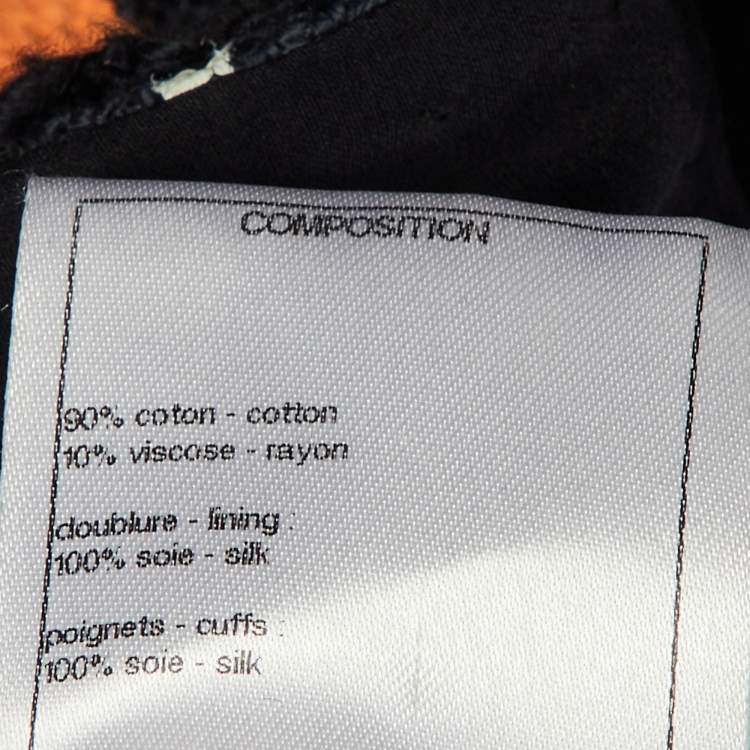 COMPOSITION
90% coton - cotton
10% viscose - rayon
doublure - lining :
100% soie - silk
poignets - cuffs :
100% soie - silk